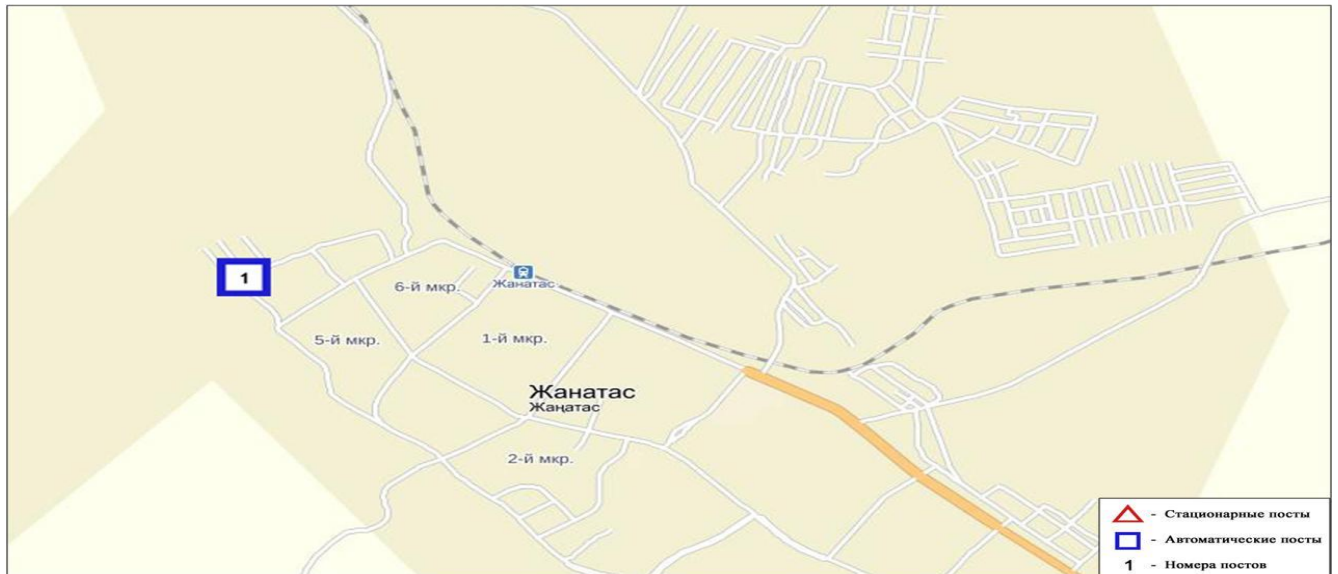 1
6-й мкр.
Жанатас
5-й мкр.
1-й мкр.
Жанатас
Жаңатас
2-й мкр.
- Стационарные посты
- Автоматические посты
1 - Номера постов